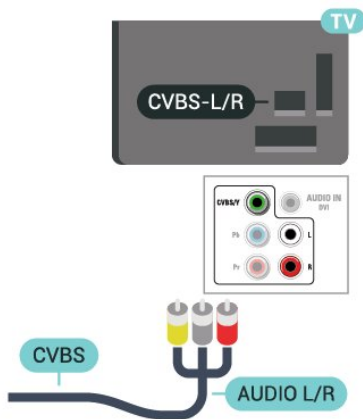 TV
CVBS-L/R
CVBS/Y
AUDIO IN
DVI
Pb
L
Pr
R
CVBS
AUDIO L/R